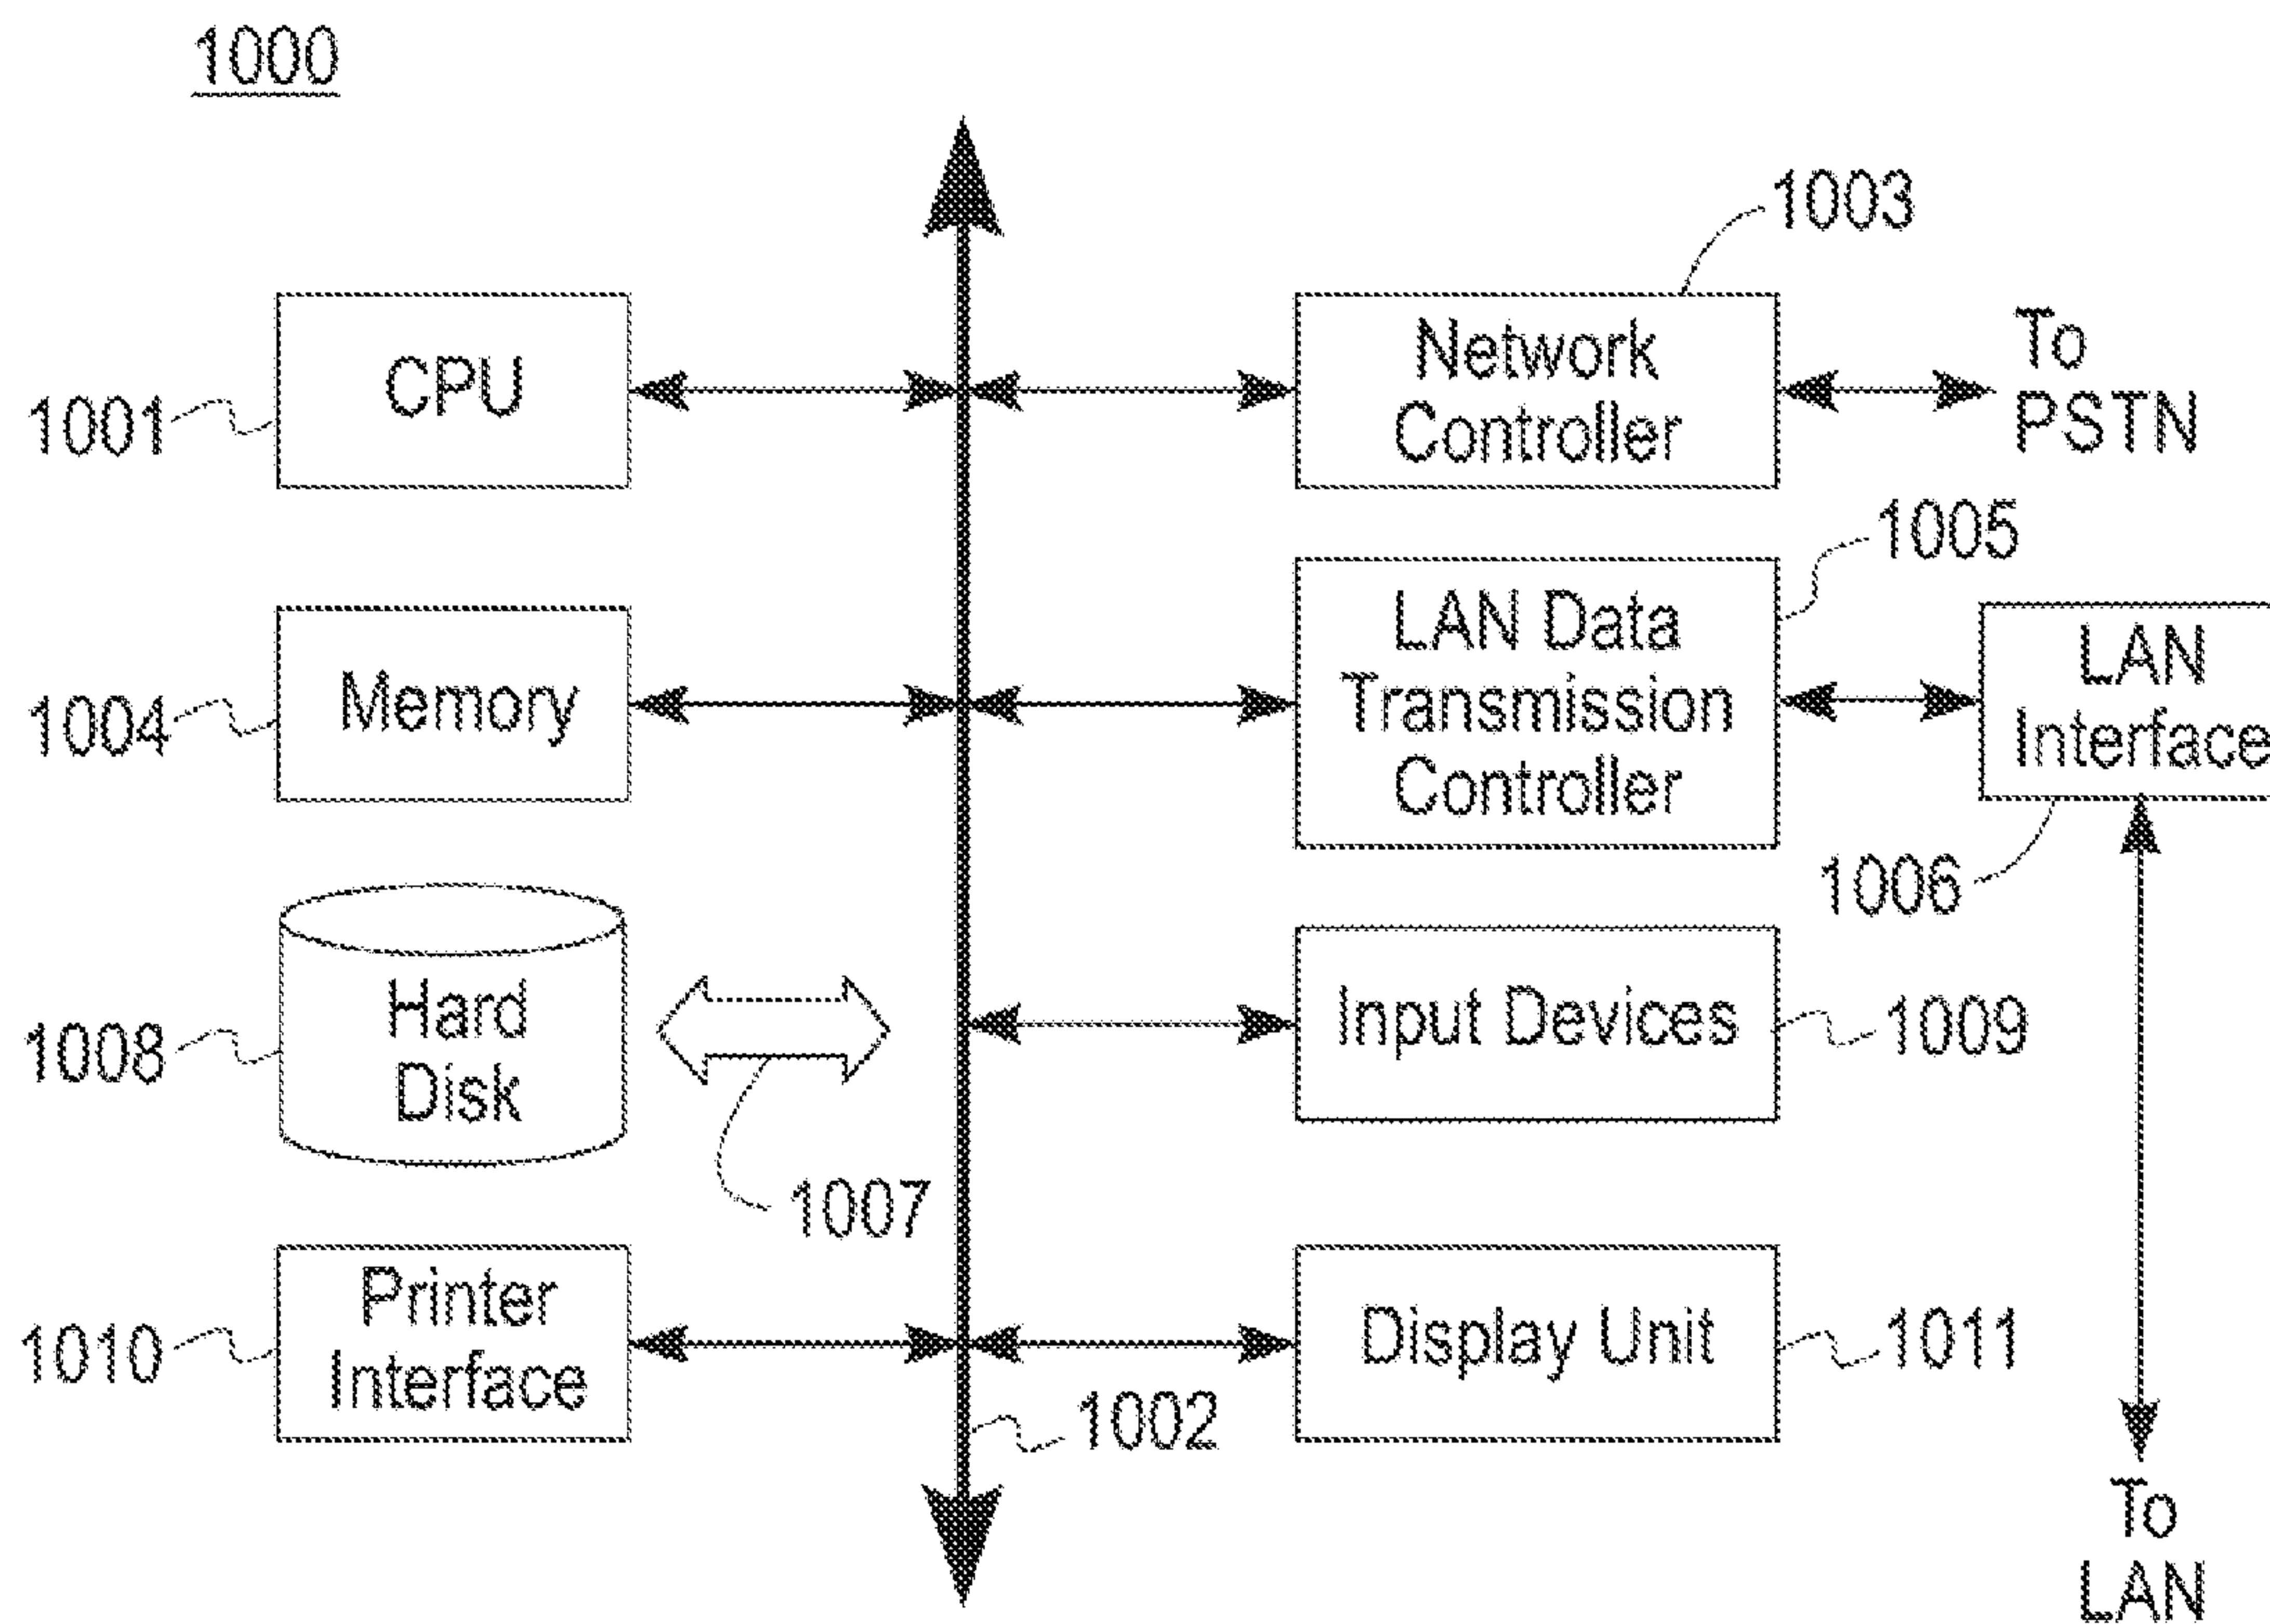 1000
1003
CPU
Network
Controller
To
PSTN
1001
1005
Memory
LAN Data
Transmission
Controller
LAN
Interface
1004
1006
Hard
Disk
Input Devices
1009
1008
1007
Printer
Interface
Display Unit
1011
1010
1002
To
LAN